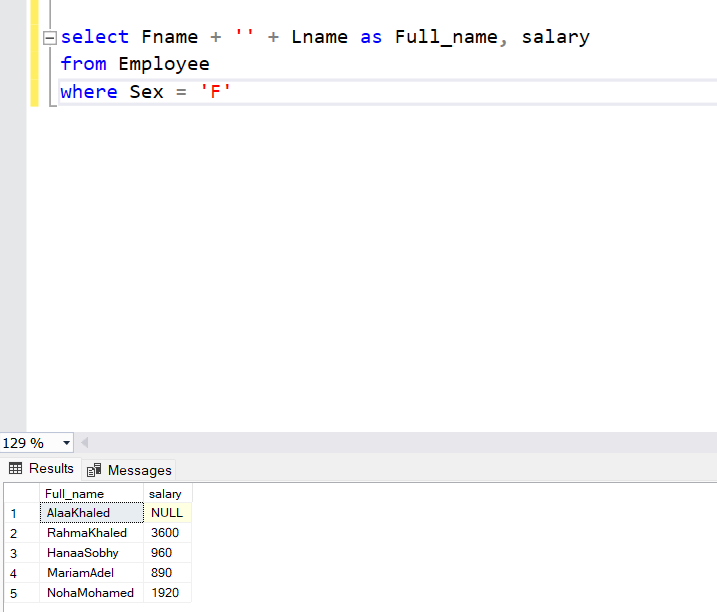 select Fname + '' + Lname as Full_name, salary
from Employee
where Sex = 'F'
129 %
Results Messages
Full_name salary
1 AlaaKhaled NULL
2 RahmaKhaled 3600
3 HanaaSobhy 960
4 MariamAdel 890
5 NohaMohamed 1920